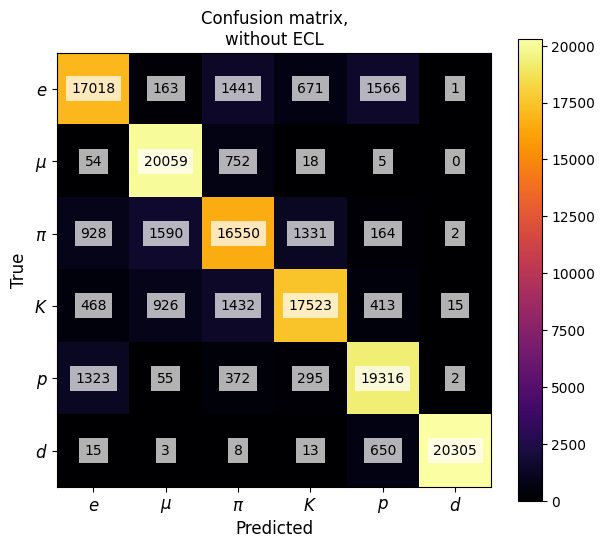 Confusion matrix,
without ECL
True
e 17018 163 1441 671 1566 1
μ 54 20059 752 18 5 0
π 928 1590 16550 1331 164 2
K 468 926 1432 17523 413 15
p 1323 55 372 295 19316 2
d 15 3 8 13 650 20305
e μ π K p d
Predicted
20000
17500
15000
12500
10000
7500
5000
2500
0